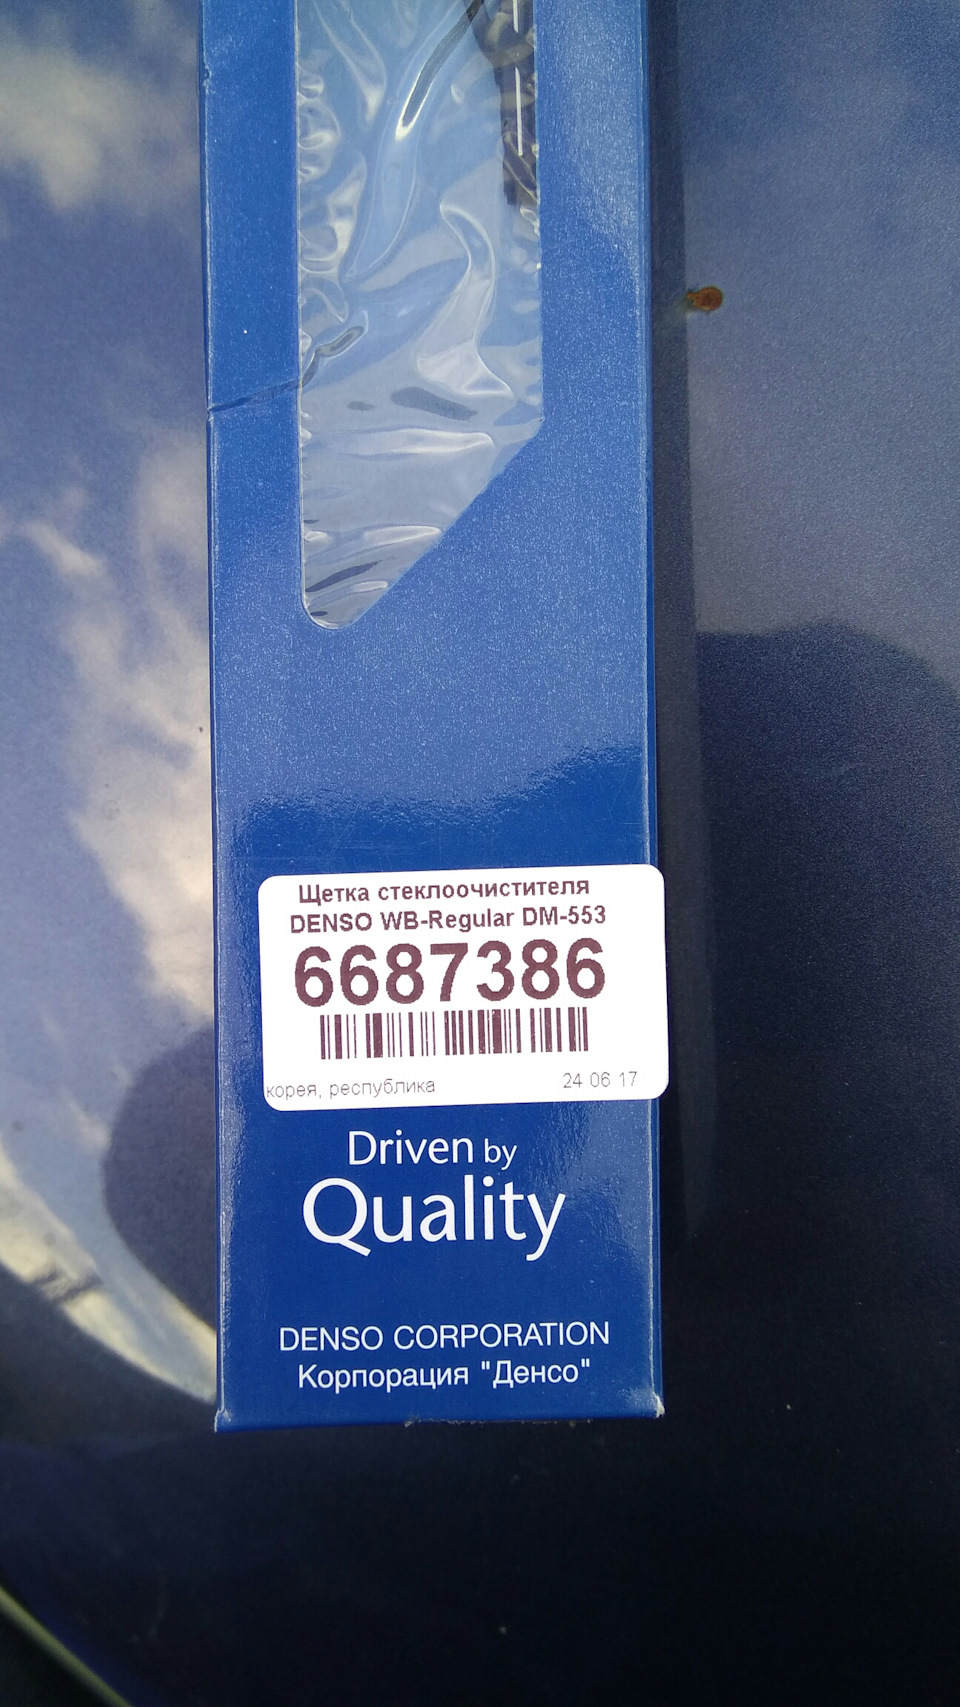 Щетка стеклоочистителя
DENSO WB-Regular DM-553
6687386
корея, республика 24 06 17
Driven by
Quality
DENSO CORPORATION
Корпорация "Денсо"